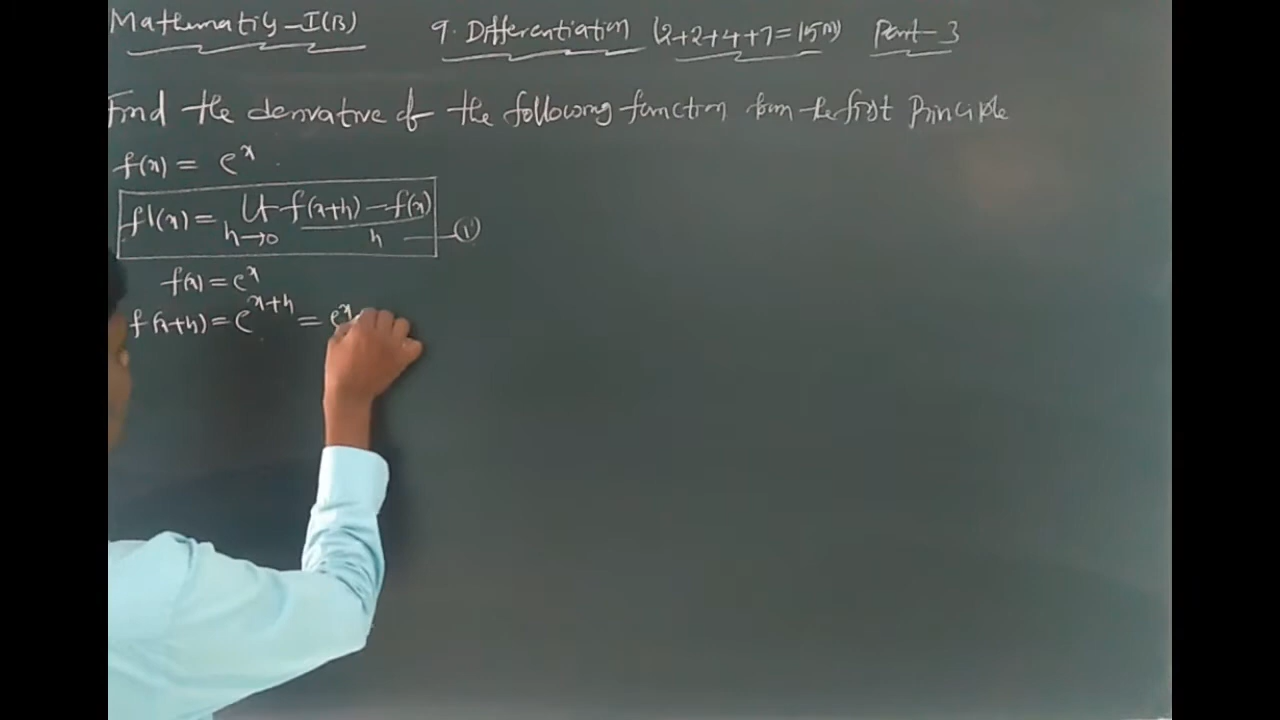 Mathematics-I(B) 9. Differentiation (2+2+4+7=15M) Part-3
Find the derivative of the following function from the first Principle
f(x) = e^x
f'(x) = Lt h→0 f(x+h) - f(x) / h — ①
f(x) = e^x
f(x+h) = e^x+h = e^x